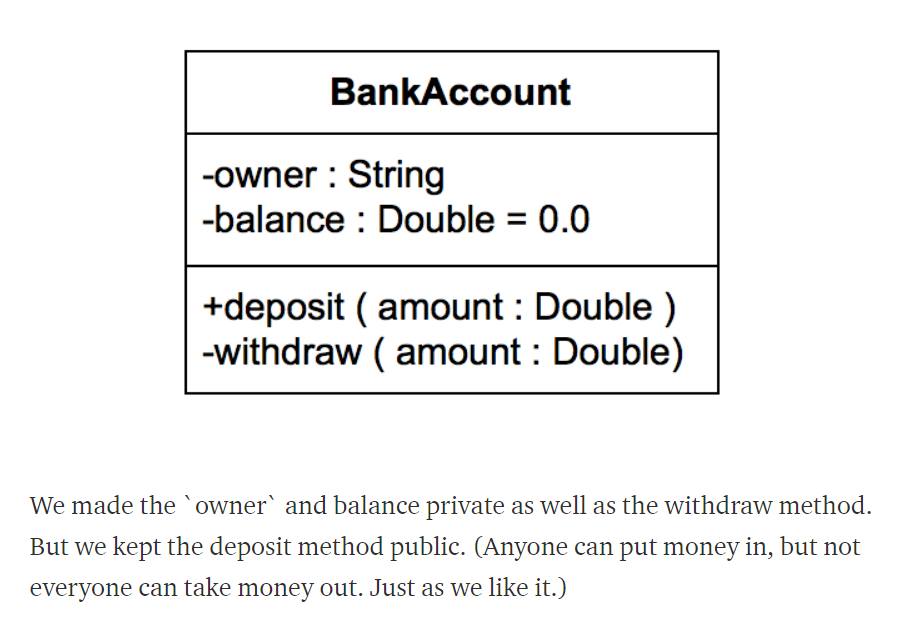 BankAccount
-owner : String
-balance : Double = 0.0
+deposit ( amount : Double )
-withdraw ( amount : Double)
We made the `owner` and balance private as well as the withdraw method.
But we kept the deposit method public. (Anyone can put money in, but not
everyone can take money out. Just as we like it.)